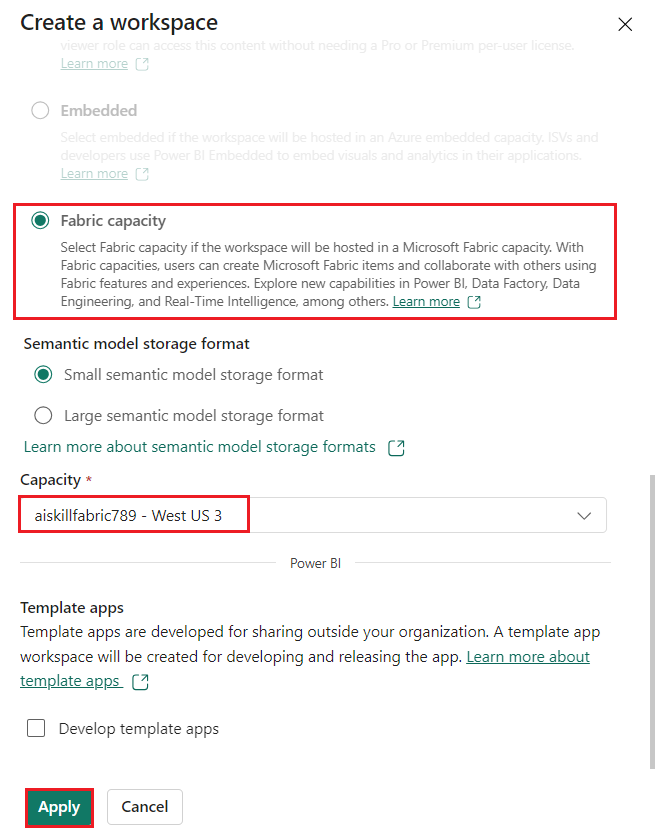 Create a workspace
viewer role can access this content without needing a Pro or Premium per-user license.
Learn more
Embedded
Select embedded if the workspace will be hosted in an Azure embedded capacity, ISVs and
developers use Power BI Embedded to embed visuals and analytics in their applications.
Learn more
Fabric capacity
Select Fabric capacity if the workspace will be hosted in a Microsoft Fabric capacity. With
Fabric capacities, users can create Microsoft Fabric items and collaborate with others using
Fabric features and experiences. Explore new capabilities in Power BI, Data Factory, Data
Engineering, and Real-Time Intelligence, among others. Learn more
Semantic model storage format
Small semantic model storage format
Large semantic model storage format
Learn more about semantic model storage formats
Capacity *
aiskillfabric789 - West US 3
Power BI
Template apps
Template apps are developed for sharing outside your organization. A template app
workspace will be created for developing and releasing the app. Learn more about
template apps
Develop template apps
Apply Cancel